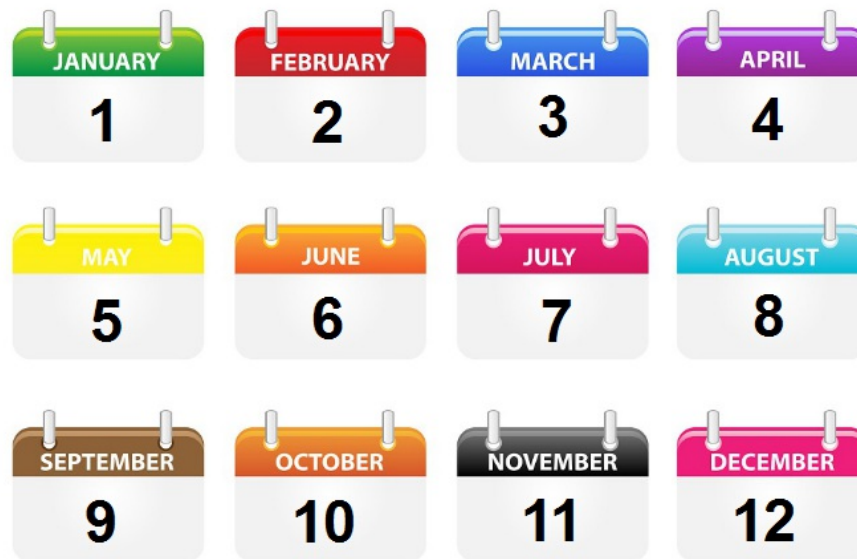 JANUARY
1
FEBRUARY
2
MARCH
3
APRIL
4
MAY
5
JUNE
6
JULY
7
AUGUST
8
SEPTEMBER
9
OCTOBER
10
NOVEMBER
11
DECEMBER
12